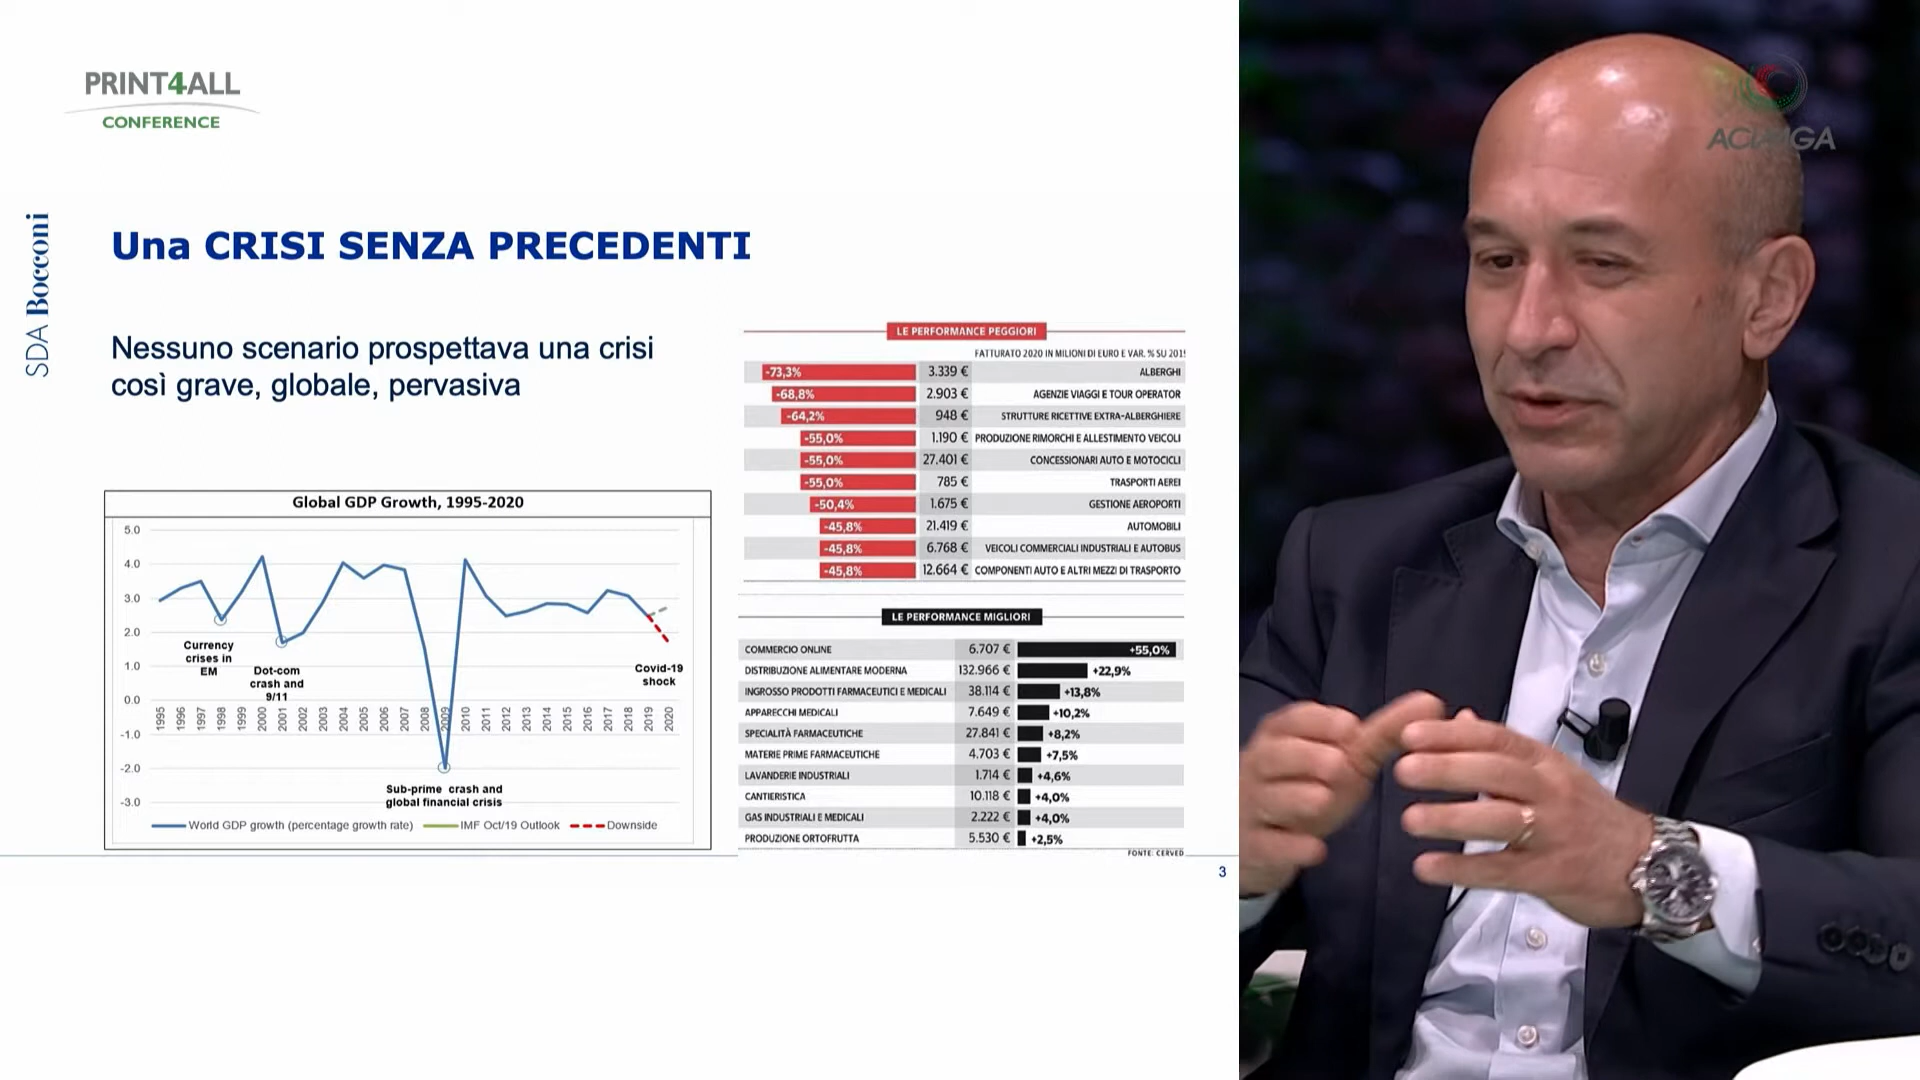 PRINT4ALL
CONFERENCE
ACIMGA
SDA Bocconi
Una CRISI SENZA PRECEDENTI
Nessuno scenario prospettava una crisi
così grave, globale, pervasiva
Global GDP Growth, 1995-2020
5.0
4.0
3.0
2.0
1.0
0.0
-1.0
-2.0
-3.0
Currency
crises in
EM
Dot-com
crash and
9/11
Sub-prime crash and
global financial crisis
Covid-19
shock
1995 1996 1997 1998 1999 2000 2001 2002 2003 2004 2005 2006 2007 2008 2009 2010 2011 2012 2013 2014 2015 2016 2017 2018 2019 2020
World GDP growth (percentage growth rate) IMF Oct/19 Outlook Downside
LE PERFORMANCE PEGGIORI
FATTURATO 2020 IN MILIONI DI EURO E VAR. % SU 201
-73,3% 3.339 € ALBERGHI
-68,8% 2.903 € AGENZIE VIAGGI E TOUR OPERATOR
-64,2% 948 € STRUTTURE RICETTIVE EXTRA-ALBERGHIERE
-55,0% 1.190 € PRODUZIONE RIMORCHI E ALLESTIMENTO VEICOLI
-55,0% 27.401 € CONCESSIONARI AUTO E MOTOCICLI
-55,0% 785 € TRASPORTI AEREI
-50,4% 1.675 € GESTIONE AEROPORTI
-45,8% 21.419 € AUTOMOBILI
-45,8% 6.768 € VEICOLI COMMERCIALI INDUSTRIALI E AUTOBUS
-45,8% 12.664 € COMPONENTI AUTO E ALTRI MEZZI DI TRASPORTO
LE PERFORMANCE MIGLIORI
COMMERCIO ONLINE 6.707 € +55,0%
DISTRIBUZIONE ALIMENTARE MODERNA 132.966 € +22,9%
INGROSSO PRODOTTI FARMACEUTICI E MEDICALI 38.114 € +13,8%
APPARECCHI MEDICALI 7.649 € +10,2%
SPECIALITÀ FARMACEUTICHE 27.841 € +8,2%
MATERIE PRIME FARMACEUTICHE 4.703 € +7,5%
LAVANDERIE INDUSTRIALI 1.714 € +4,6%
CANTIERISTICA 10.118 € +4,0%
GAS INDUSTRIALI E MEDICALI 2.222 € +4,0%
PRODUZIONE ORTOFRUTTA 5.530 € +2,5%
FONTE: CERVED
3